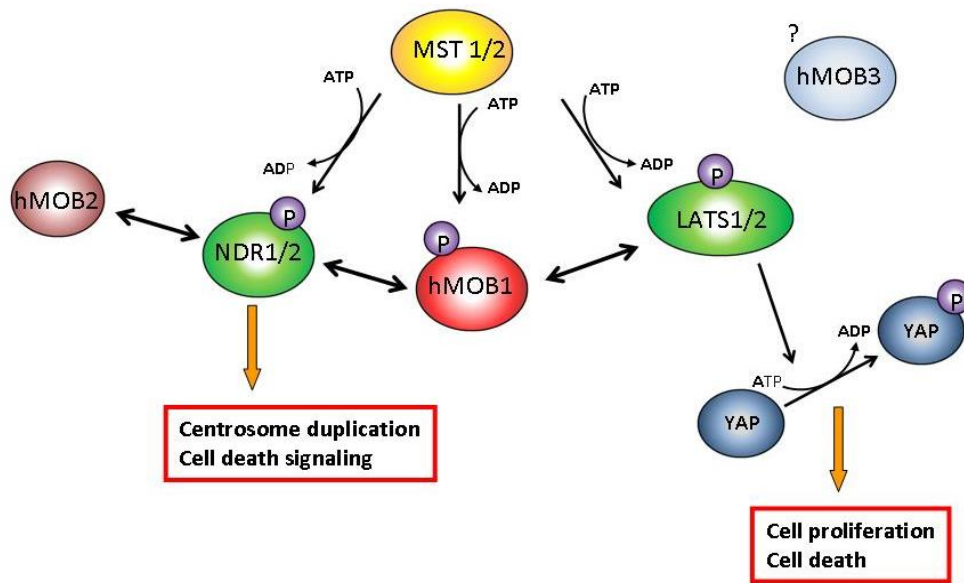 MST 1/2
?
hMOB3
ATP
ATP
ATP
ADP
ADP
ADP
hMOB2
P
NDR1/2
P
hMOB1
P
LATS1/2
P
YAP
ADP
ATP
YAP
Centrosome duplication
Cell death signaling
Cell proliferation
Cell death